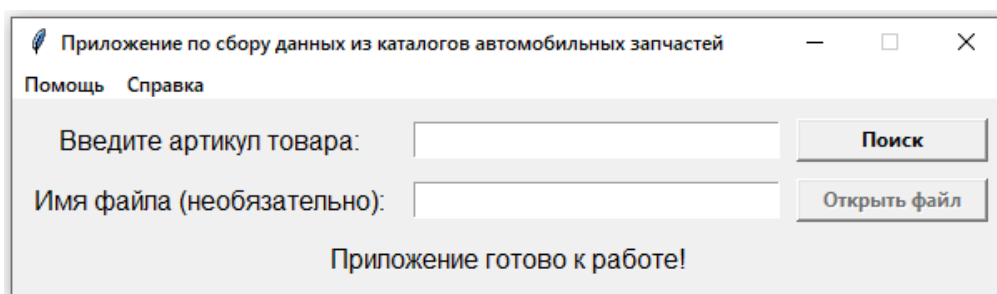 Приложение по сбору данных из каталогов автомобильных запчастей
Помощь Справка
Введите артикул товара: Поиск
Имя файла (необязательно): Открыть файл
Приложение готово к работе!